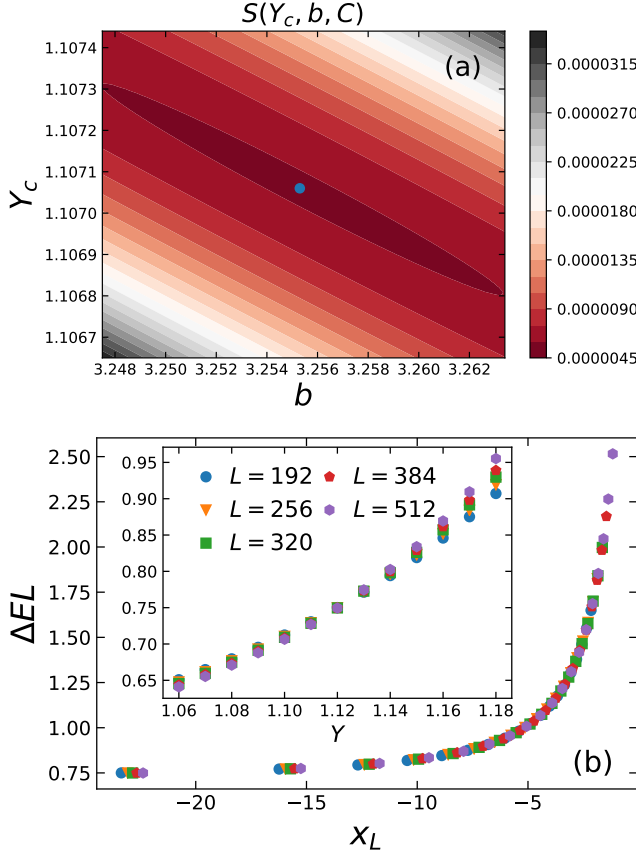 S(Y_c, b, C)
(a)
Y_c
1.1074
1.1073
1.1072
1.1071
1.1070
1.1069
1.1068
1.1067
3.248 3.250 3.252 3.254 3.256 3.258 3.260 3.262
b
0.0000315
0.0000270
0.0000225
0.0000180
0.0000135
0.0000090
0.0000045
ΔEL
2.50
2.25
2.00
1.75
1.50
1.25
1.00
0.75
0.95
0.90
0.85
0.80
0.75
0.70
0.65
L = 192
L = 256
L = 320
L = 384
L = 512
1.06 1.08 1.10 1.12 1.14 1.16 1.18
Y
(b)
−20 −15 −10 −5
x_L